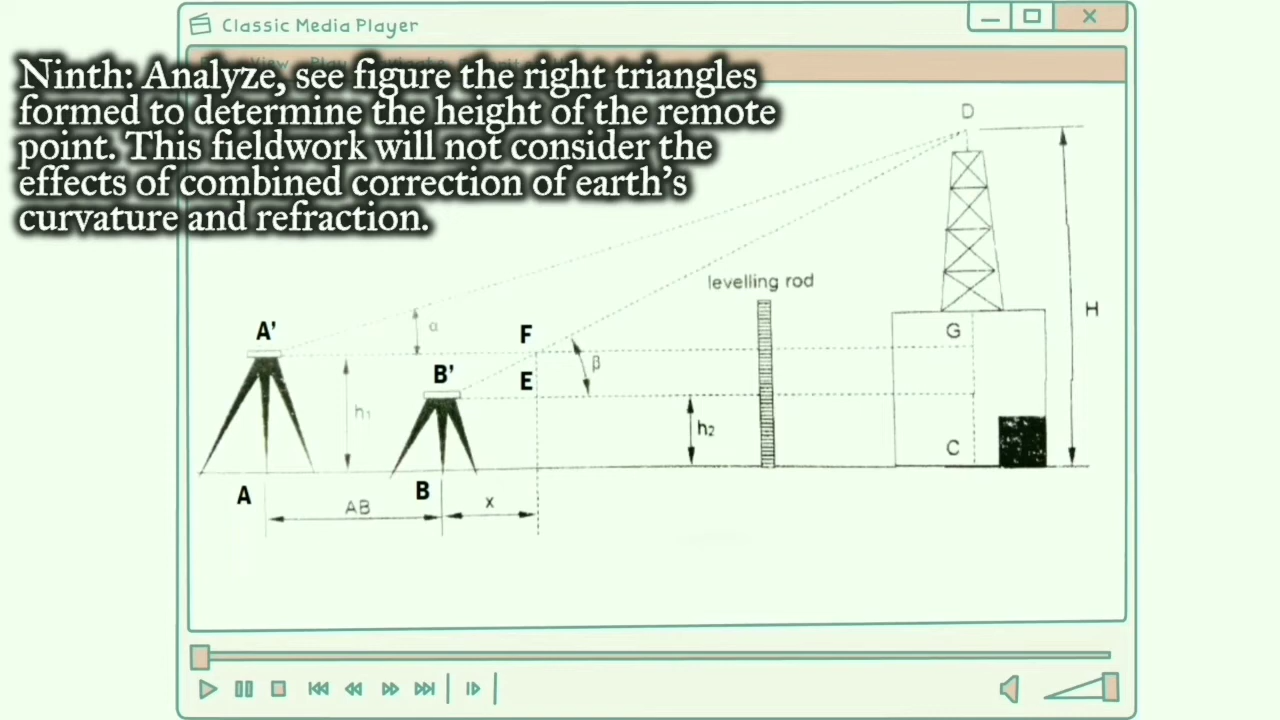 Classic Media Player
Ninth: Analyze, see figure the right triangles
formed to determine the height of the remote
point. This fieldwork will not consider the
effects of combined correction of earth's
curvature and refraction.
D
levelling rod
H
A'
α
F
G
B'
E
β
h₁
h₂
C
A
B
AB
x